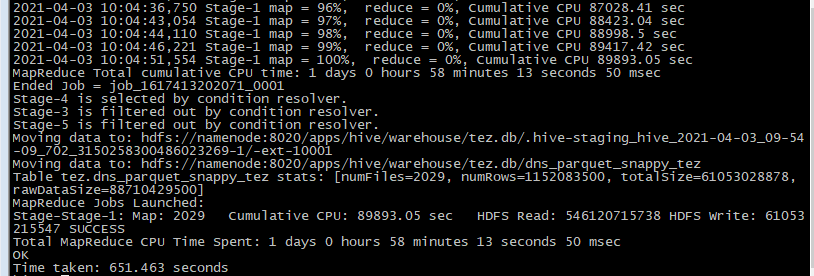 2021-04-03 10:04:36,750 Stage-1 map = 96%,  reduce = 0%, Cumulative CPU 87028.41 sec
2021-04-03 10:04:43,054 Stage-1 map = 97%,  reduce = 0%, Cumulative CPU 88423.04 sec
2021-04-03 10:04:44,110 Stage-1 map = 98%,  reduce = 0%, Cumulative CPU 88998.5 sec
2021-04-03 10:04:46,221 Stage-1 map = 99%,  reduce = 0%, Cumulative CPU 89417.42 sec
2021-04-03 10:04:51,554 Stage-1 map = 100%,  reduce = 0%, Cumulative CPU 89893.05 sec
MapReduce Total cumulative CPU time: 1 days 0 hours 58 minutes 13 seconds 50 msec
Ended Job = job_1617413202071_0001
Stage-4 is selected by condition resolver.
Stage-3 is filtered out by condition resolver.
Stage-5 is filtered out by condition resolver.
Moving data to: hdfs://namenode:8020/apps/hive/warehouse/tez.db/.hive-staging_hive_2021-04-03_09-54
-09_702_3150258300486023269-1/-ext-10001
Moving data to: hdfs://namenode:8020/apps/hive/warehouse/tez.db/dns_parquet_snappy_tez
Table tez.dns_parquet_snappy_tez stats: [numFiles=2029, numRows=1152083500, totalSize=61053028878,
rawDataSize=88710429500]
MapReduce Jobs Launched:
Stage-Stage-1: Map: 2029   Cumulative CPU: 89893.05 sec   HDFS Read: 546120715738 HDFS Write: 61053
215547 SUCCESS
Total MapReduce CPU Time Spent: 1 days 0 hours 58 minutes 13 seconds 50 msec
OK
Time taken: 651.463 seconds